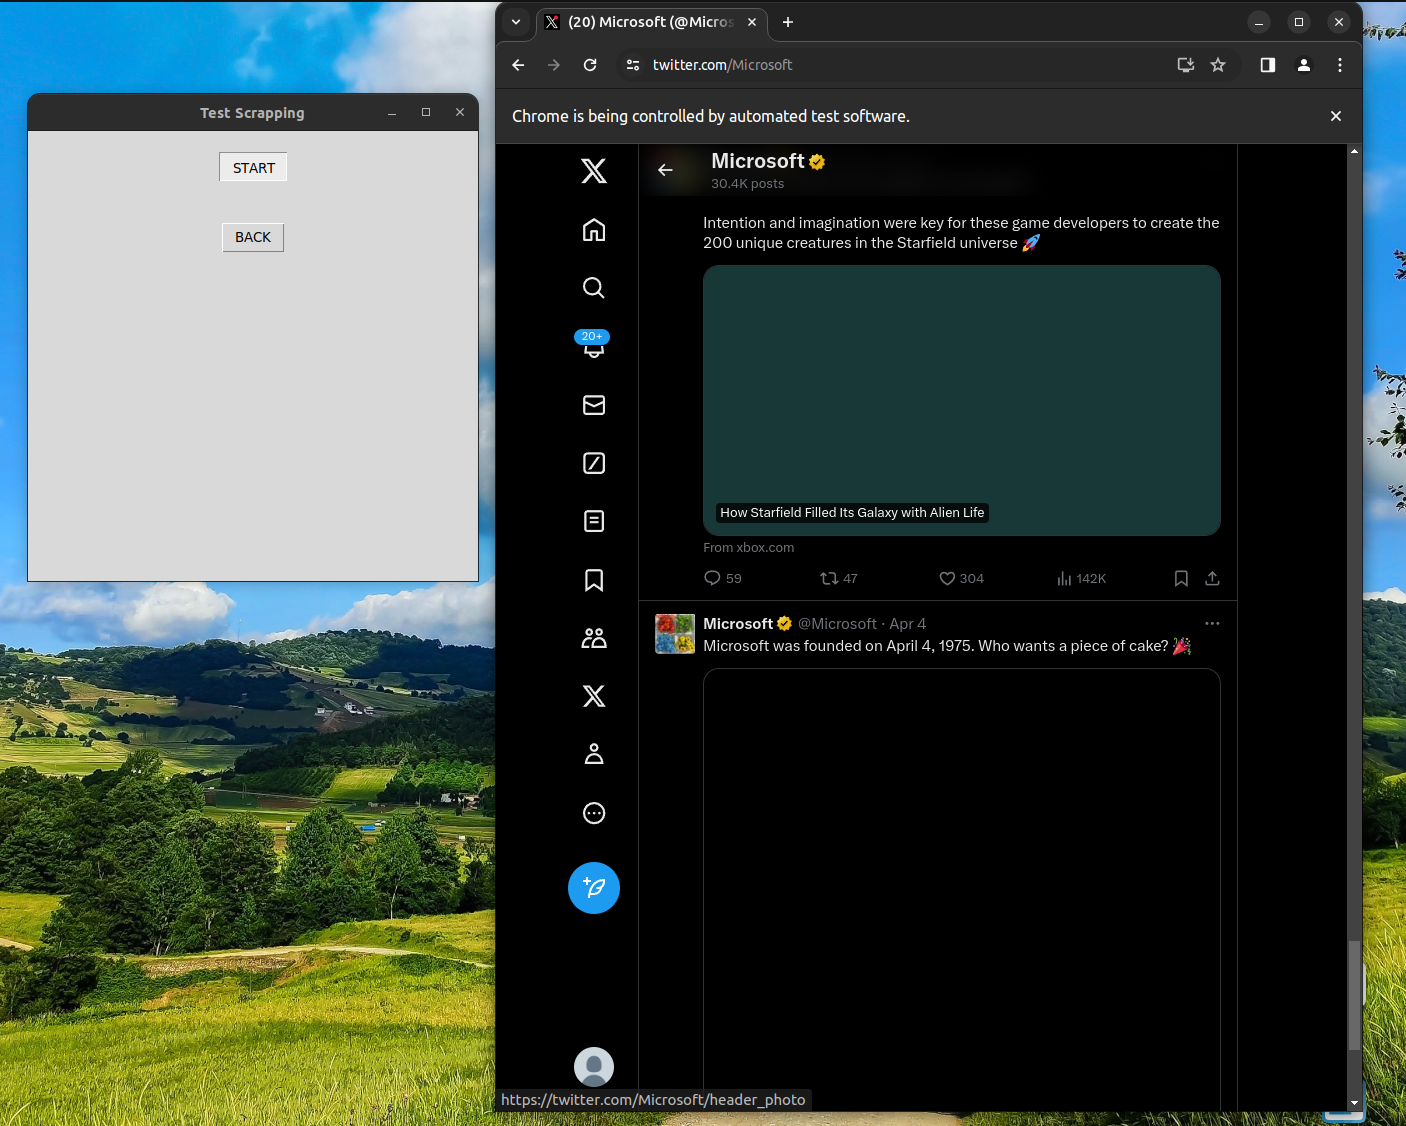 Test Scrapping
START
BACK
(20) Microsoft (@Micros
twitter.com/Microsoft
Chrome is being controlled by automated test software.
Microsoft
30.4K posts
20+
Intention and imagination were key for these game developers to create the
200 unique creatures in the Starfield universe 🚀
How Starfield Filled Its Galaxy with Alien Life
From xbox.com
59 47 304 142K
Microsoft @Microsoft · Apr 4
Microsoft was founded on April 4, 1975. Who wants a piece of cake? 🎉
https://twitter.com/Microsoft/header_photo